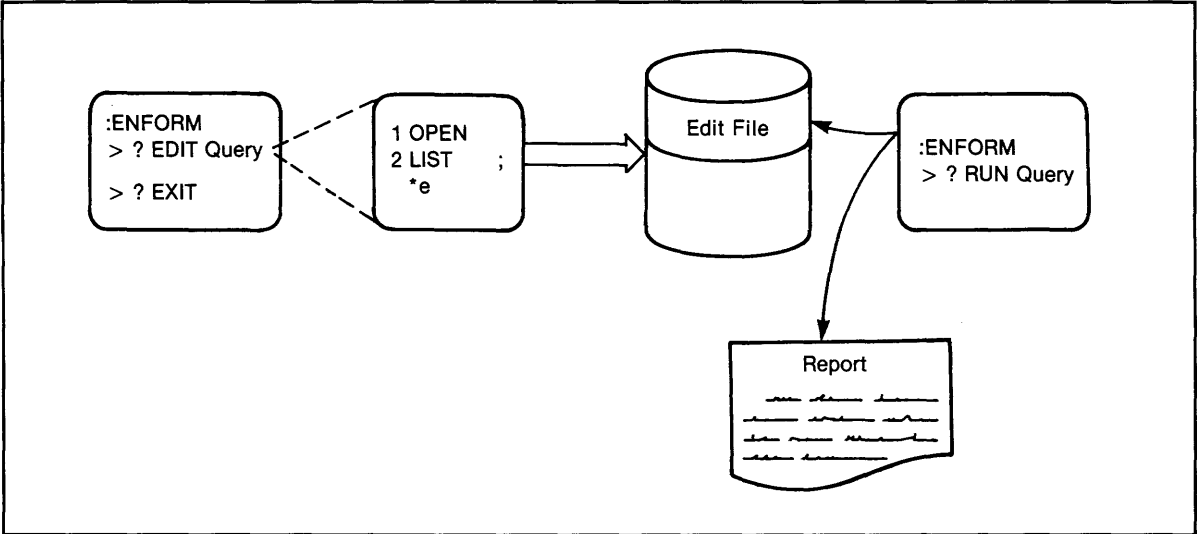 :ENFORM
> ? EDIT Query
> ? EXIT
1 OPEN
2 LIST ;
*e
Edit File
:ENFORM
> ? RUN Query
Report